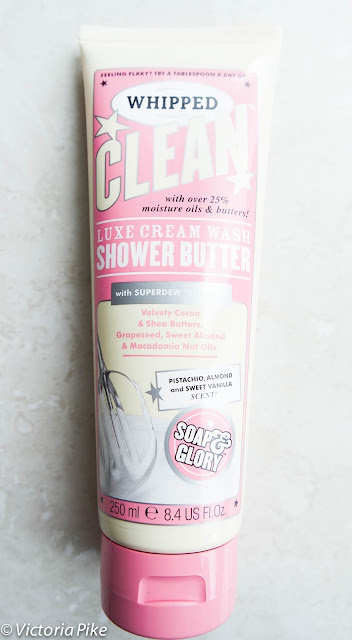 FEELING FLAKY? TRY A TABLESPOON A DAY OF
WHIPPED
CLEAN
with over 25%
moisture oils & butters!
LUXE CREAM WASH
SHOWER BUTTER
with SUPERDEW
Velvety Cocoa
& Shea Butters,
Grapeseed, Sweet Almond
& Macadamia Nut Oils
PISTACHIO, ALMOND
and SWEET VANILLA
SCENT!
SOAP &
GLORY
250 ml e 8.4 US Fl.Oz.
©Victoria Pike